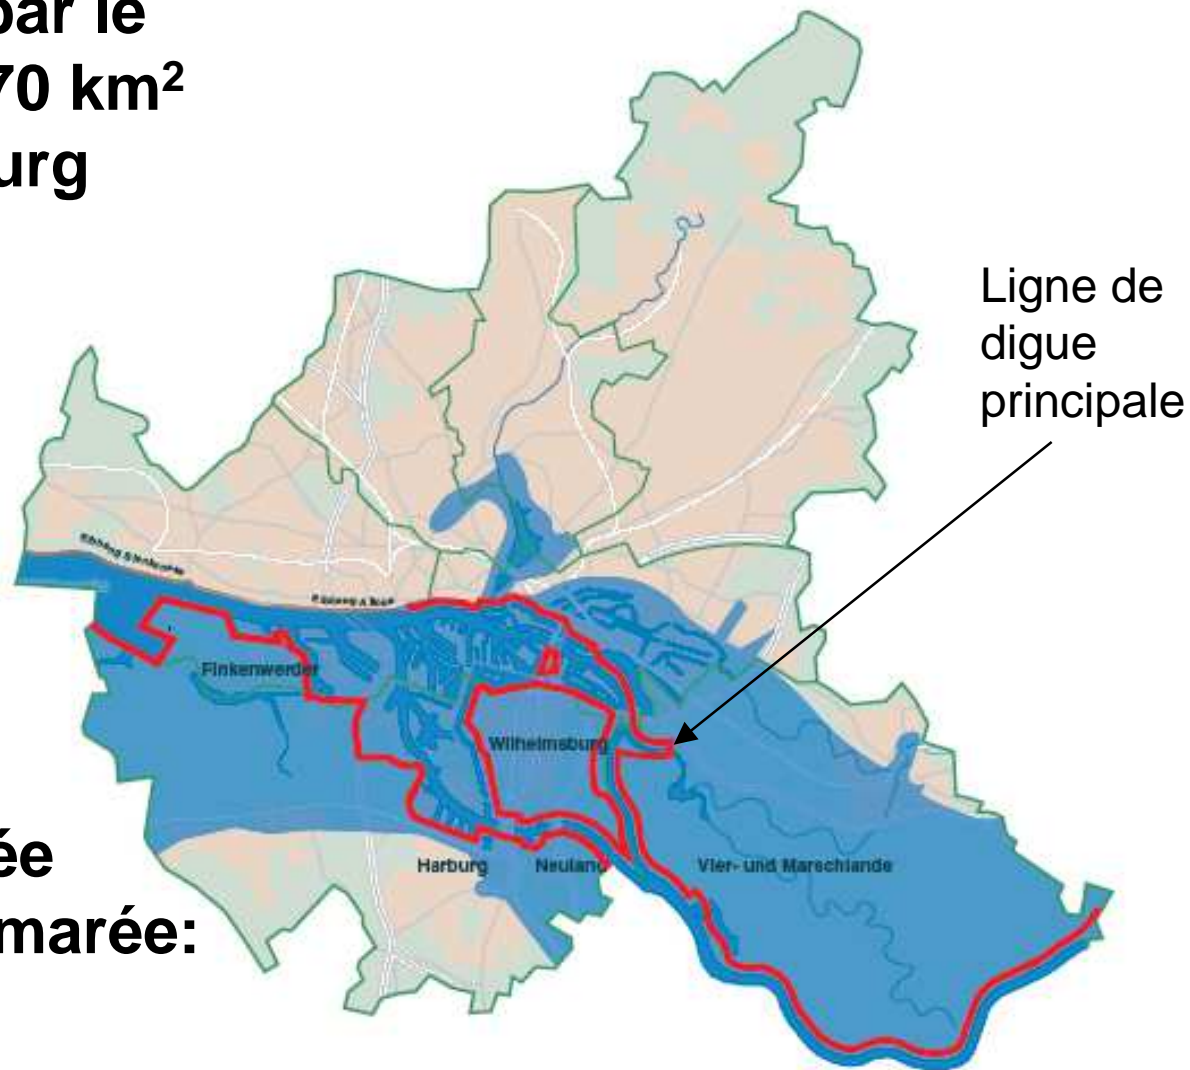 par le
70 km²
urg
Ligne de
digue
principale
Finkenwerder
Wilhelmsburg
Harburg
Neuland
Vier- und Marschlande
ée
marée: